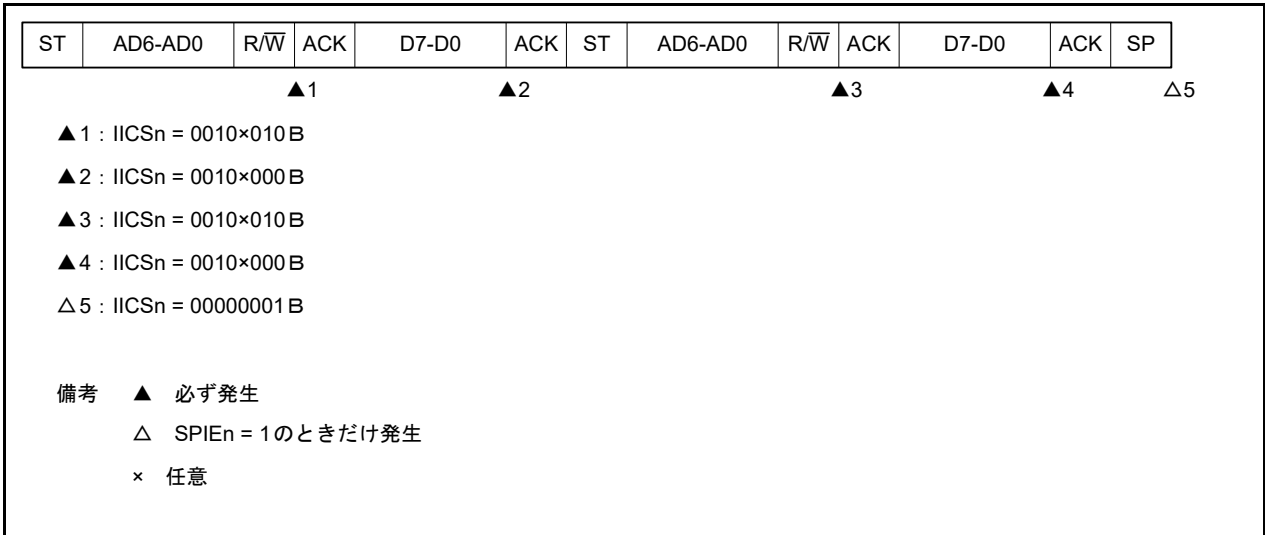 ST AD6-AD0 R/W̅ ACK D7-D0 ACK ST AD6-AD0 R/W̅ ACK D7-D0 ACK SP
▲1 ▲2 ▲3 ▲4 △5
▲1：IICSn = 0010×010B
▲2：IICSn = 0010×000B
▲3：IICSn = 0010×010B
▲4：IICSn = 0010×000B
△5：IICSn = 00000001B
備考 ▲ 必ず発生
△ SPIEn = 1のときだけ発生
× 任意